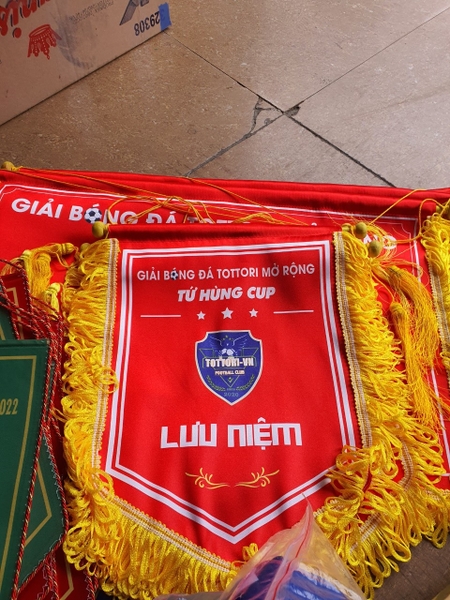 29308
GIẢI BÓNG ĐÁ
GIẢI BÓNG ĐÁ TOTTORI MỞ RỘNG
TỨ HÙNG CUP
TOTTORI-VN
FOOTBALL CLUB
2020
LƯU NIỆM
2022